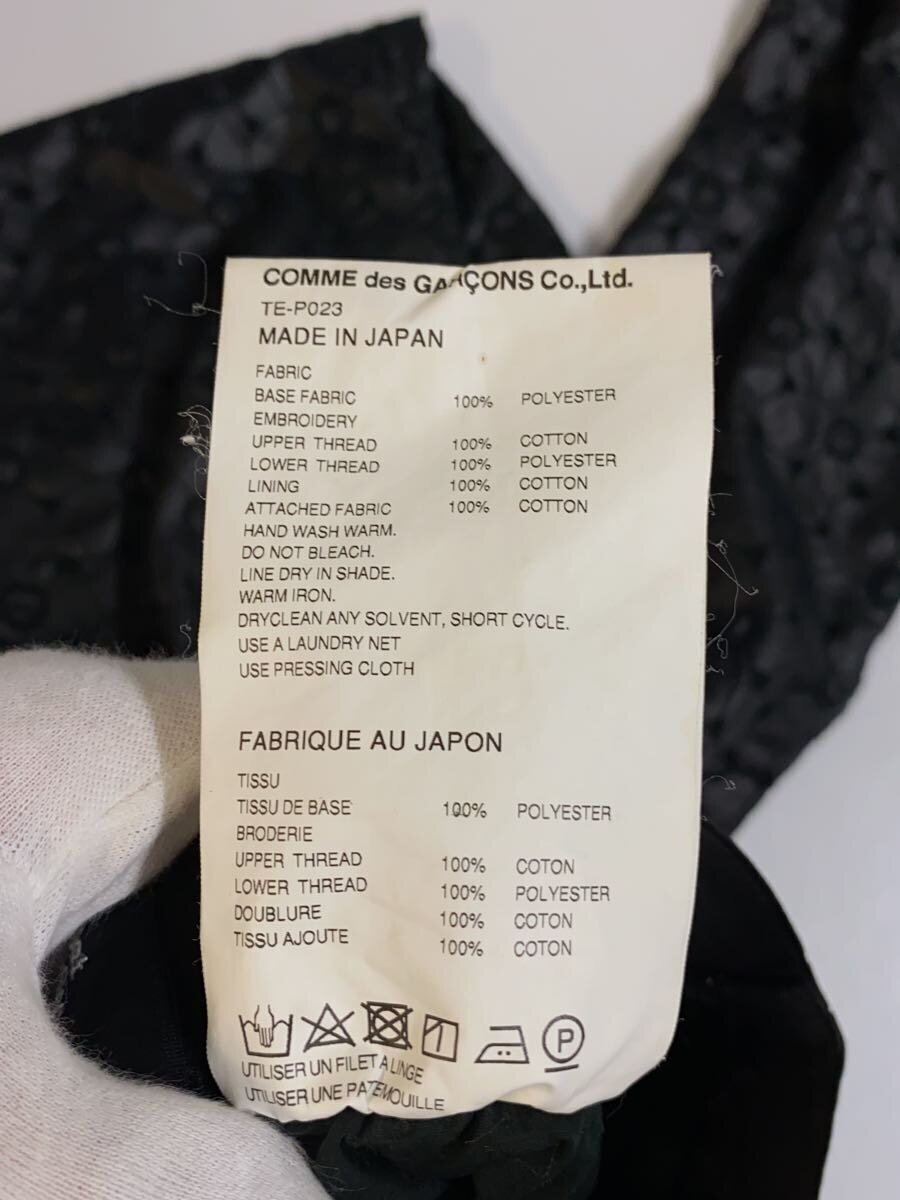 COMME des GARÇONS Co.,Ltd.
TE-P023
MADE IN JAPAN
FABRIC
BASE FABRIC 100% POLYESTER
EMBROIDERY
UPPER THREAD 100% COTTON
LOWER THREAD 100% POLYESTER
LINING 100% COTTON
ATTACHED FABRIC 100% COTTON
HAND WASH WARM.
DO NOT BLEACH.
LINE DRY IN SHADE.
WARM IRON.
DRYCLEAN ANY SOLVENT, SHORT CYCLE.
USE A LAUNDRY NET
USE PRESSING CLOTH
FABRIQUE AU JAPON
TISSU
TISSU DE BASE 100% POLYESTER
BRODERIE
UPPER THREAD 100% COTON
LOWER THREAD 100% POLYESTER
DOUBLURE 100% COTON
TISSU AJOUTE 100% COTON
P
UTILISER UN FILET A LINGE
UTILISER UNE PATEMOUILLE